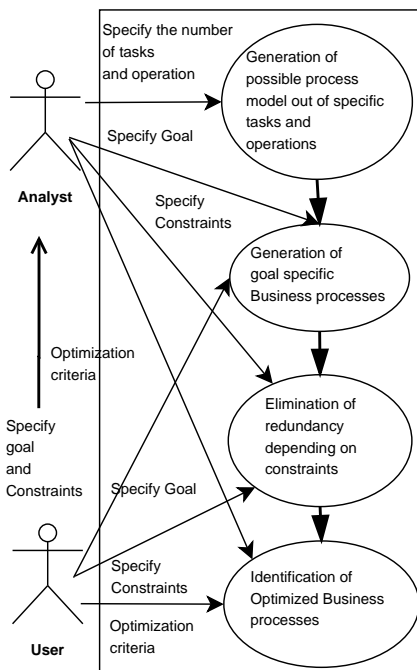 Specify the number
of tasks
and operation
Generation of
possible process
model out of specific
tasks and
operations
Specify Goal
Analyst
Specify
Constraints
Generation of
goal specific
Business processes
Optimization
criteria
Specify
goal
and
Constraints
Elimination of
redundancy
depending on
constraints
Specify Goal
Specify
Constraints
Identification of
Optimized Business
processes
Optimization
criteria
User